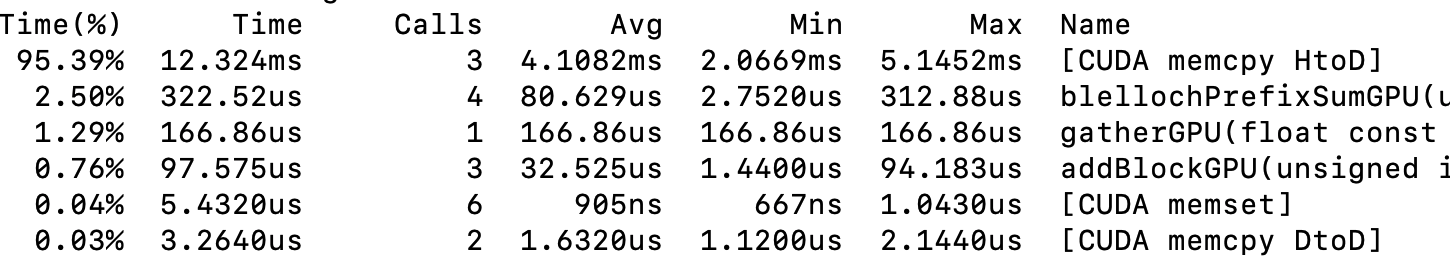 Time(%) Time Calls Avg Min Max Name
95.39% 12.324ms 3 4.1082ms 2.0669ms 5.1452ms [CUDA memcpy HtoD]
2.50% 322.52us 4 80.629us 2.7520us 312.88us blellochPrefixSumGPU(u
1.29% 166.86us 1 166.86us 166.86us 166.86us gatherGPU(float const
0.76% 97.575us 3 32.525us 1.4400us 94.183us addBlockGPU(unsigned i
0.04% 5.4320us 6 905ns 667ns 1.0430us [CUDA memset]
0.03% 3.2640us 2 1.6320us 1.1200us 2.1440us [CUDA memcpy DtoD]